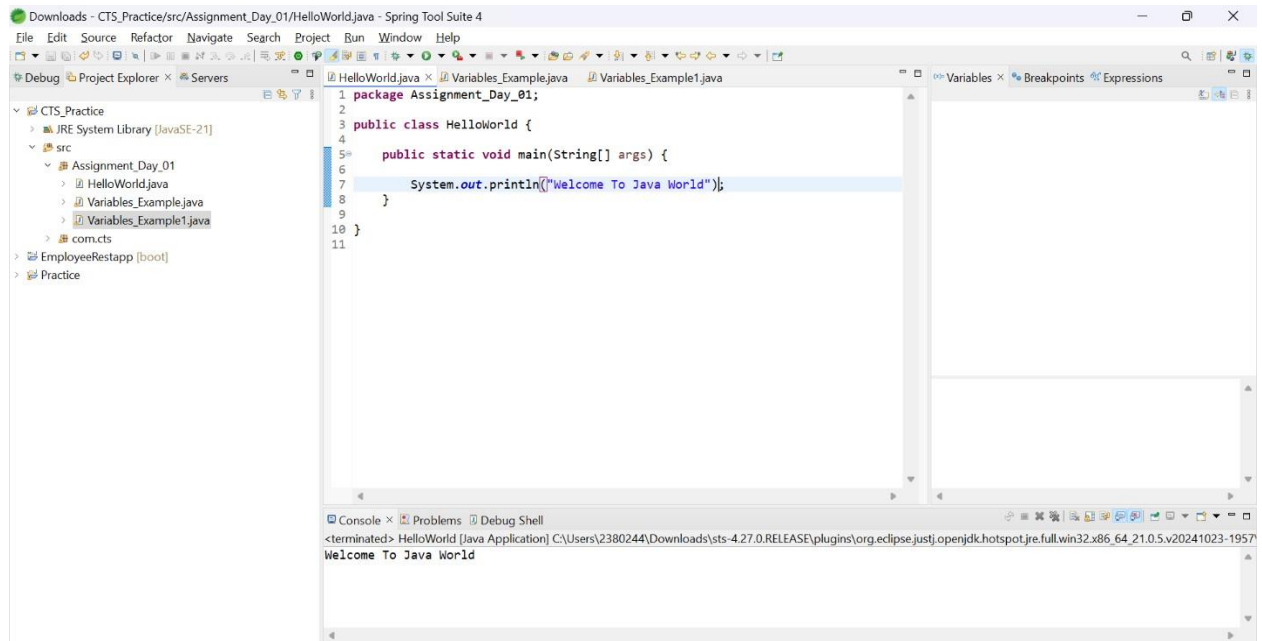 Downloads - CTS_Practice/src/Assignment_Day_01/HelloWorld.java - Spring Tool Suite 4
File Edit Source Refactor Navigate Search Project Run Window Help
Debug Project Explorer × Servers
CTS_Practice
JRE System Library [JavaSE-21]
src
Assignment_Day_01
HelloWorld.java
Variables_Example.java
Variables_Example1.java
com.cts
EmployeeRestapp [boot]
Practice
HelloWorld.java × Variables_Example.java Variables_Example1.java
1 package Assignment_Day_01;
2
3 public class HelloWorld {
4
5 public static void main(String[] args) {
6
7 System.out.println("Welcome To Java World");
8 }
9
10 }
11
Variables × Breakpoints Expressions
Console × Problems Debug Shell
<terminated> HelloWorld [Java Application] C:\Users\2380244\Downloads\sts-4.27.0.RELEASE\plugins\org.eclipse.justj.openjdk.hotspot.jre.full.win32.x86_64_21.0.5.v20241023-1957\
Welcome To Java World